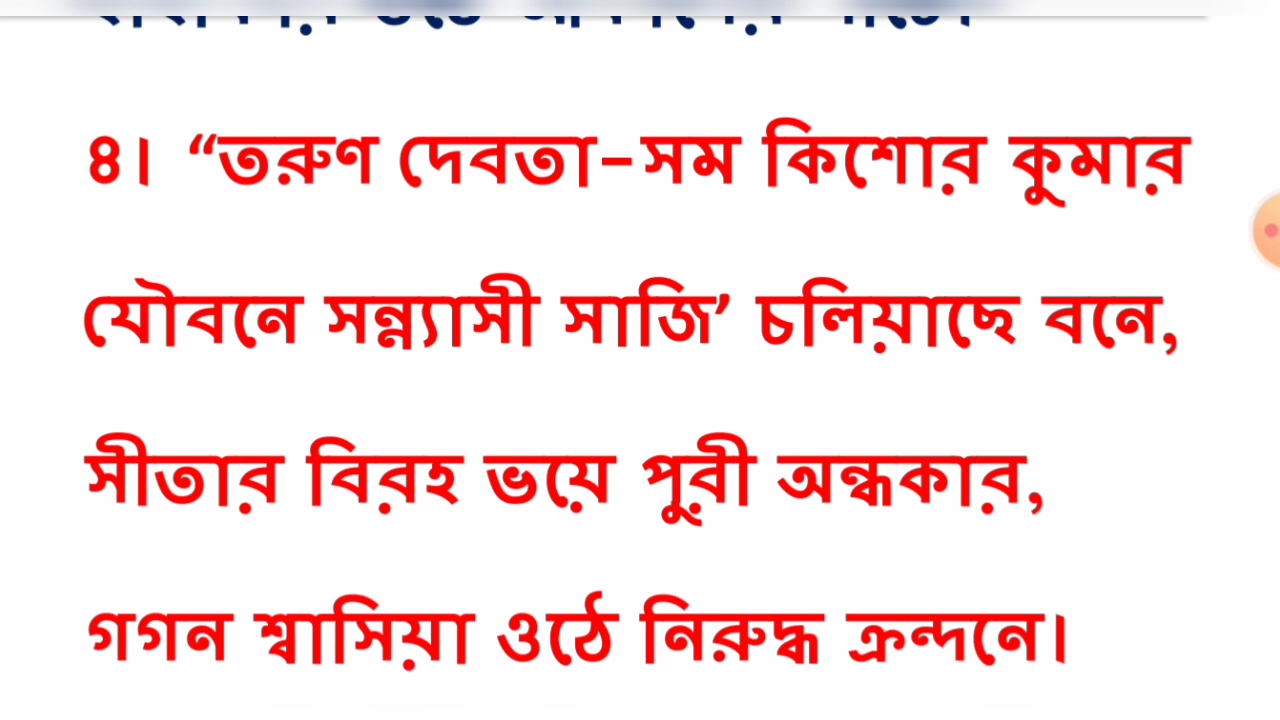 ৪। “তরুণ দেবতা-সম কিশোর কুমার
যৌবনে সন্ন্যাসী সাজি’ চলিয়াছে বনে,
সীতার বিরহ ভয়ে পুরী অন্ধকার,
গগন শ্বাসিয়া ওঠে নিরুদ্ধ ক্রন্দনে।